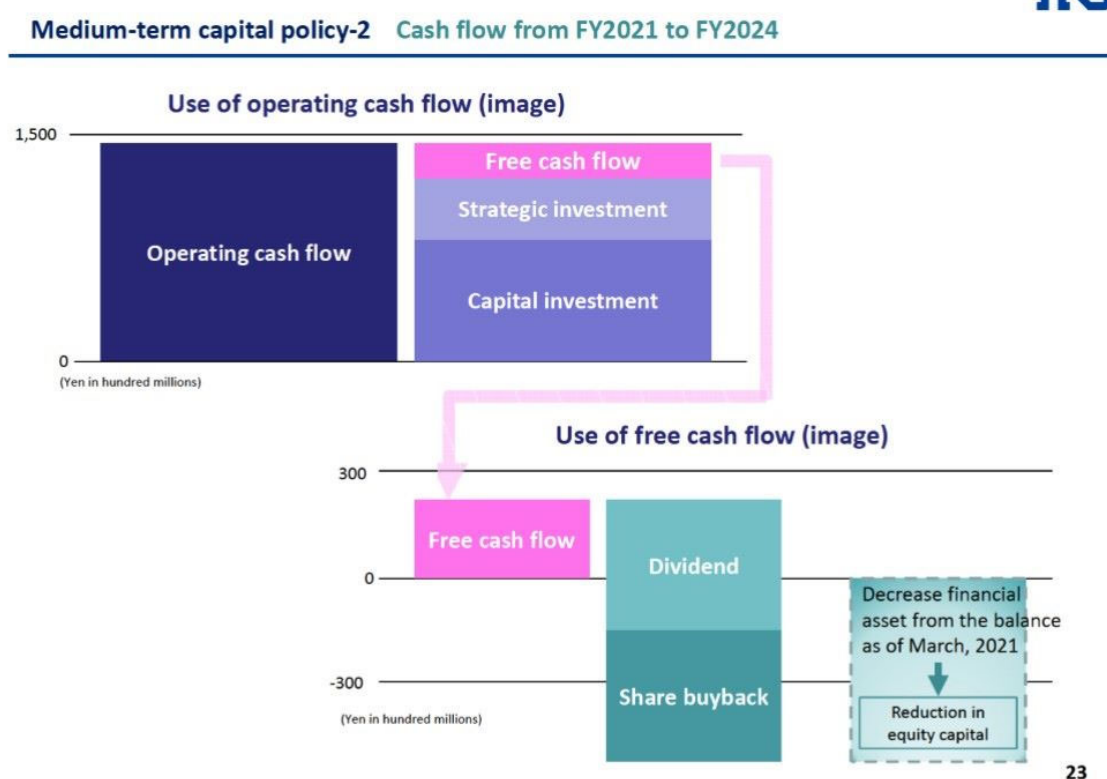 Medium-term capital policy-2 Cash flow from FY2021 to FY2024
Use of operating cash flow (image)
1,500
Free cash flow
Strategic investment
Operating cash flow
Capital investment
0
(Yen in hundred millions)
Use of free cash flow (image)
300
Free cash flow
Dividend
0
Decrease financial
asset from the balance
as of March, 2021
-300
Share buyback
(Yen in hundred millions)
Reduction in
equity capital
23